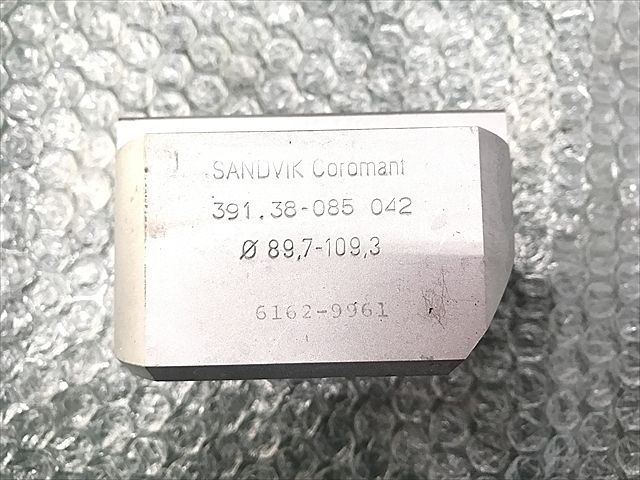 SANDVIK Coromant
391.38-085 042
Ø 89,7-109,3
6162-9961